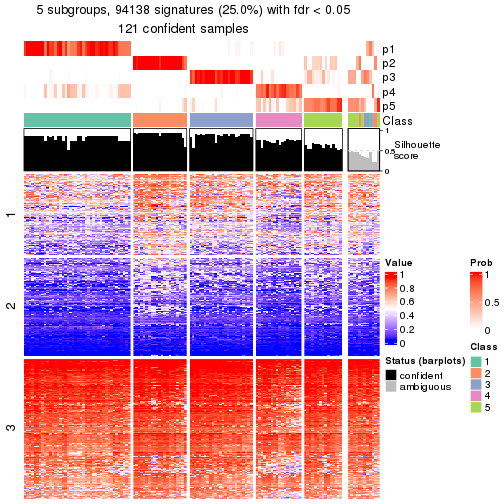 5 subgroups, 94138 signatures (25.0%) with fdr < 0.05
121 confident samples
p1
p2
p3
p4
p5
Class
1
0.5
0
Silhouette
score
1
2
3
Value
1
0.8
0.6
0.4
0.2
0
Status (barplots)
confident
ambiguous
Prob
1
0.5
0
Class
1
2
3
4
5